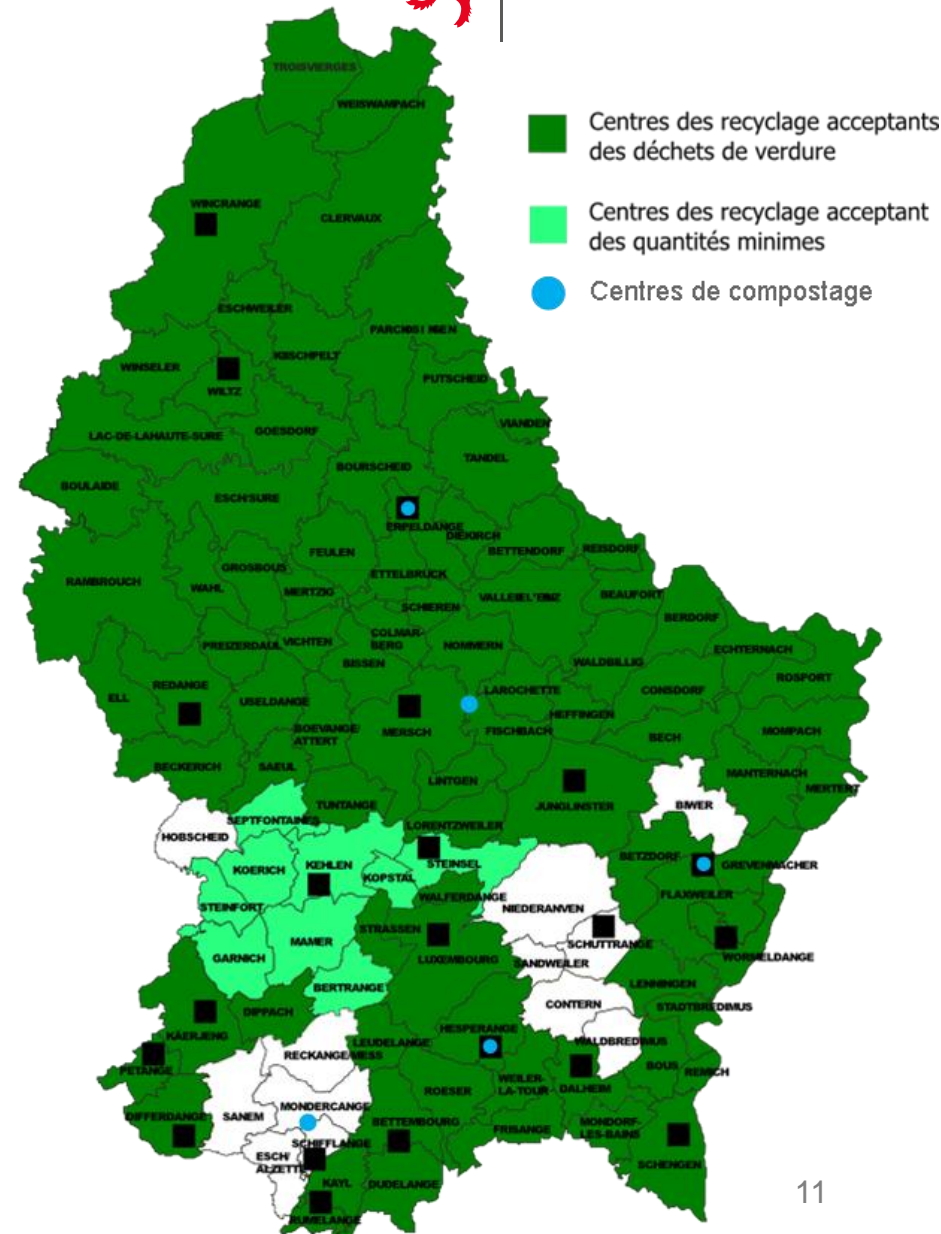 TROISVIERGES
WEISWAMPACH
Centres des recyclage acceptants
des déchets de verdure
WINCRANGE
CLERVAUX
Centres des recyclage acceptant
des quantités minimes
Centres de compostage
ESCHWEILER
WINSELER
KIISCHPELT
WILTZ
PUTSCHEID
VIANDEN
LAC-DE-LAHAUTE-SURE
GOESDORF
TANDEL
BOURSCHEID
BOULAIDE
ESCH/SURE
ERPELDANGE
DIEKIRCH
FEULEN
BETTENDORF
REISDORF
GROSBOUS
ETTELBRUCK
RAMBROUCH
WAHL
MERTZIG
BEAUFORT
SCHIEREN
BERDORF
PREIZERDAUL
VICHTEN
COLMAR-
BERG
NOMMERN
ECHTERNACH
BISSEN
WALDBILLIG
ROSPORT
ELL
REDANGE
USELDANGE
LAROCHETTE
CONSDORF
HEFFINGEN
BOEVANGE/
ATTERT
MERSCH
FISCHBACH
BECH
MOMPACH
BECKERICH
SAEUL
LINTGEN
MANTERNACH
MERTERT
TUNTANGE
JUNGLINSTER
BIWER
SEPTFONTAINES
LORENTZWEILER
HOBSCHEID
KOERICH
KEHLEN
KOPSTAL
STEINSEL
BETZDORF
GREVENMACHER
FLAXWEILER
WALFERDANGE
STEINFORT
NIEDERANVEN
STRASSEN
MAMER
SCHUTTRANGE
GARNICH
LUXEMBOURG
SANDWEILER
WORMELDANGE
BERTRANGE
LENNINGEN
CONTERN
STADTBREDIMUS
DIPPACH
KAERJENG
HESPERANGE
LEUDELANGE
WALDBREDIMUS
RECKANGE/MESS
BOUS
REMICH
PETANGE
WEILER-
LA-TOUR
DALHEIM
ROESER
MONDERCANGE
DIFFERDANGE
SANEM
BETTEMBOURG
FRISANGE
MONDORF-
LES-BAINS
SCHIFFLANGE
ESCH/
ALZETTE
SCHENGEN
KAYL
DUDELANGE
RUMELANGE
11